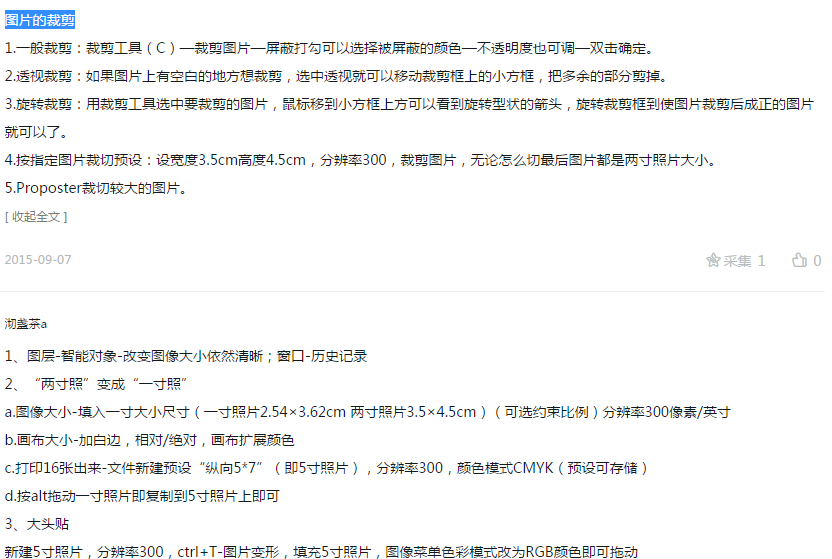 图片的裁剪
1.一般裁剪：裁剪工具（C）—裁剪图片—屏蔽打勾可以选择被屏蔽的颜色—不透明度也可调—双击确定。
2.透视裁剪：如果图片上有空白的地方想裁剪，选中透视就可以移动裁剪框上的小方框，把多余的部分剪掉。
3.旋转裁剪：用裁剪工具选中要裁剪的图片，鼠标移到小方框上方可以看到旋转型状的箭头，旋转裁剪框到使图片裁剪后成正的图片
就可以了。
4.按指定图片裁切预设：设宽度3.5cm高度4.5cm，分辨率300，裁剪图片，无论怎么切最后图片都是两寸照片大小。
5.Proposter裁切较大的图片。
[ 收起全文 ]
2015-09-07
采集 1
0
沏盏茶a
1、图层-智能对象-改变图像大小依然清晰；窗口-历史记录
2、“两寸照”变成“一寸照”
a.图像大小-填入一寸大小尺寸（一寸照片2.54×3.62cm 两寸照片3.5×4.5cm）（可选约束比例）分辨率300像素/英寸
b.画布大小-加白边，相对/绝对，画布扩展颜色
c.打印16张出来-文件新建预设“纵向5*7”（即5寸照片），分辨率300，颜色模式CMYK（预设可存储）
d.按alt拖动一寸照片即复制到5寸照片上即可
3、大头贴
新建5寸照片，分辨率300，ctrl+T-图片变形，填充5寸照片，图像菜单色彩模式改为RGB颜色即可拖动